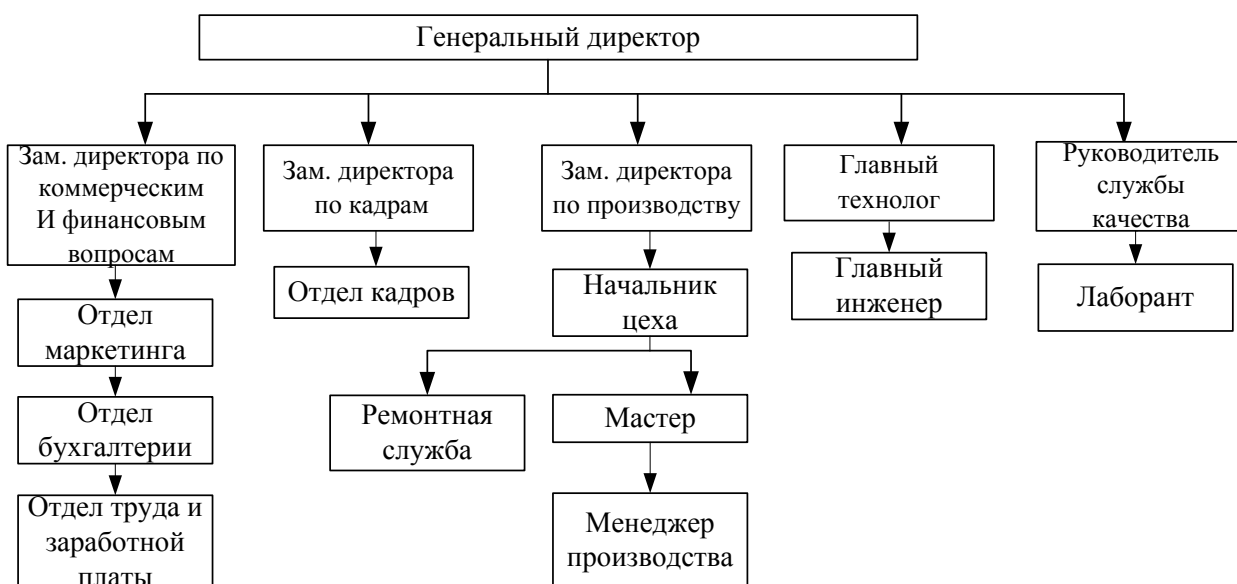 Генеральный директор
Зам. директора по
коммерческим
И финансовым
вопросам
Зам. директора
по кадрам
Зам. директора
по производству
Главный
технолог
Руководитель
службы
качества
Отдел кадров
Начальник
цеха
Главный
инженер
Лаборант
Отдел
маркетинга
Ремонтная
служба
Мастер
Отдел
бухгалтерии
Отдел труда и
заработной
платы
Менеджер
производства